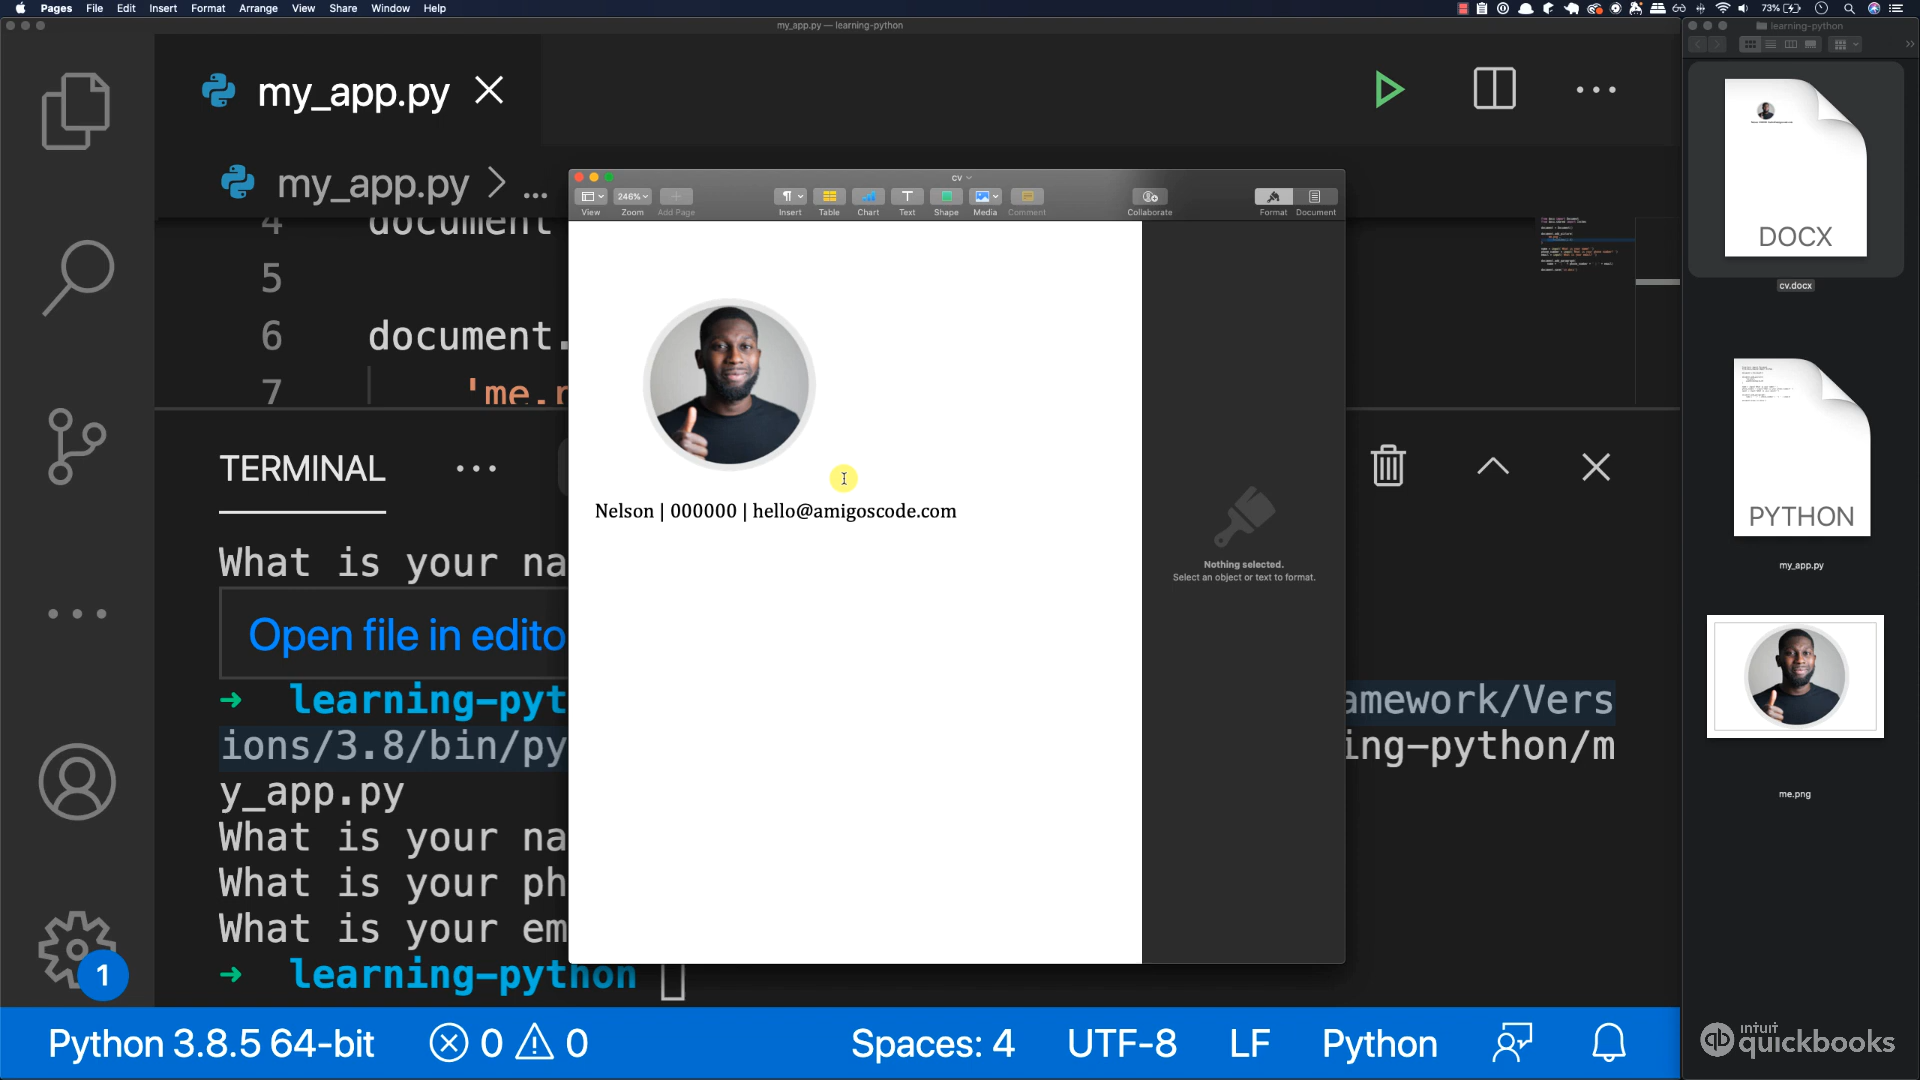 Pages File Edit Insert Format Arrange View Share Window Help
73%
my_app.py — learning-python
learning-python
my_app.py
my_app.py > ...
4 document
5
6 document.
7 'me.
cv
246%
View Zoom Add Page Insert Table Chart Text Shape Media Comment Collaborate Format Document
Nelson | 000000 | hello@amigoscode.com
Nothing selected.
Select an object or text to format.
TERMINAL ...
What is your na
Open file in edito
→ learning-pyt amework/Vers
ions/3.8/bin/py ing-python/m
y_app.py
What is your na
What is your ph
What is your em
→ learning-python
1
Python 3.8.5 64-bit 0 0 Spaces: 4 UTF-8 LF Python
DOCX
cv.docx
PYTHON
my_app.py
me.png
intuit
qb quickbooks